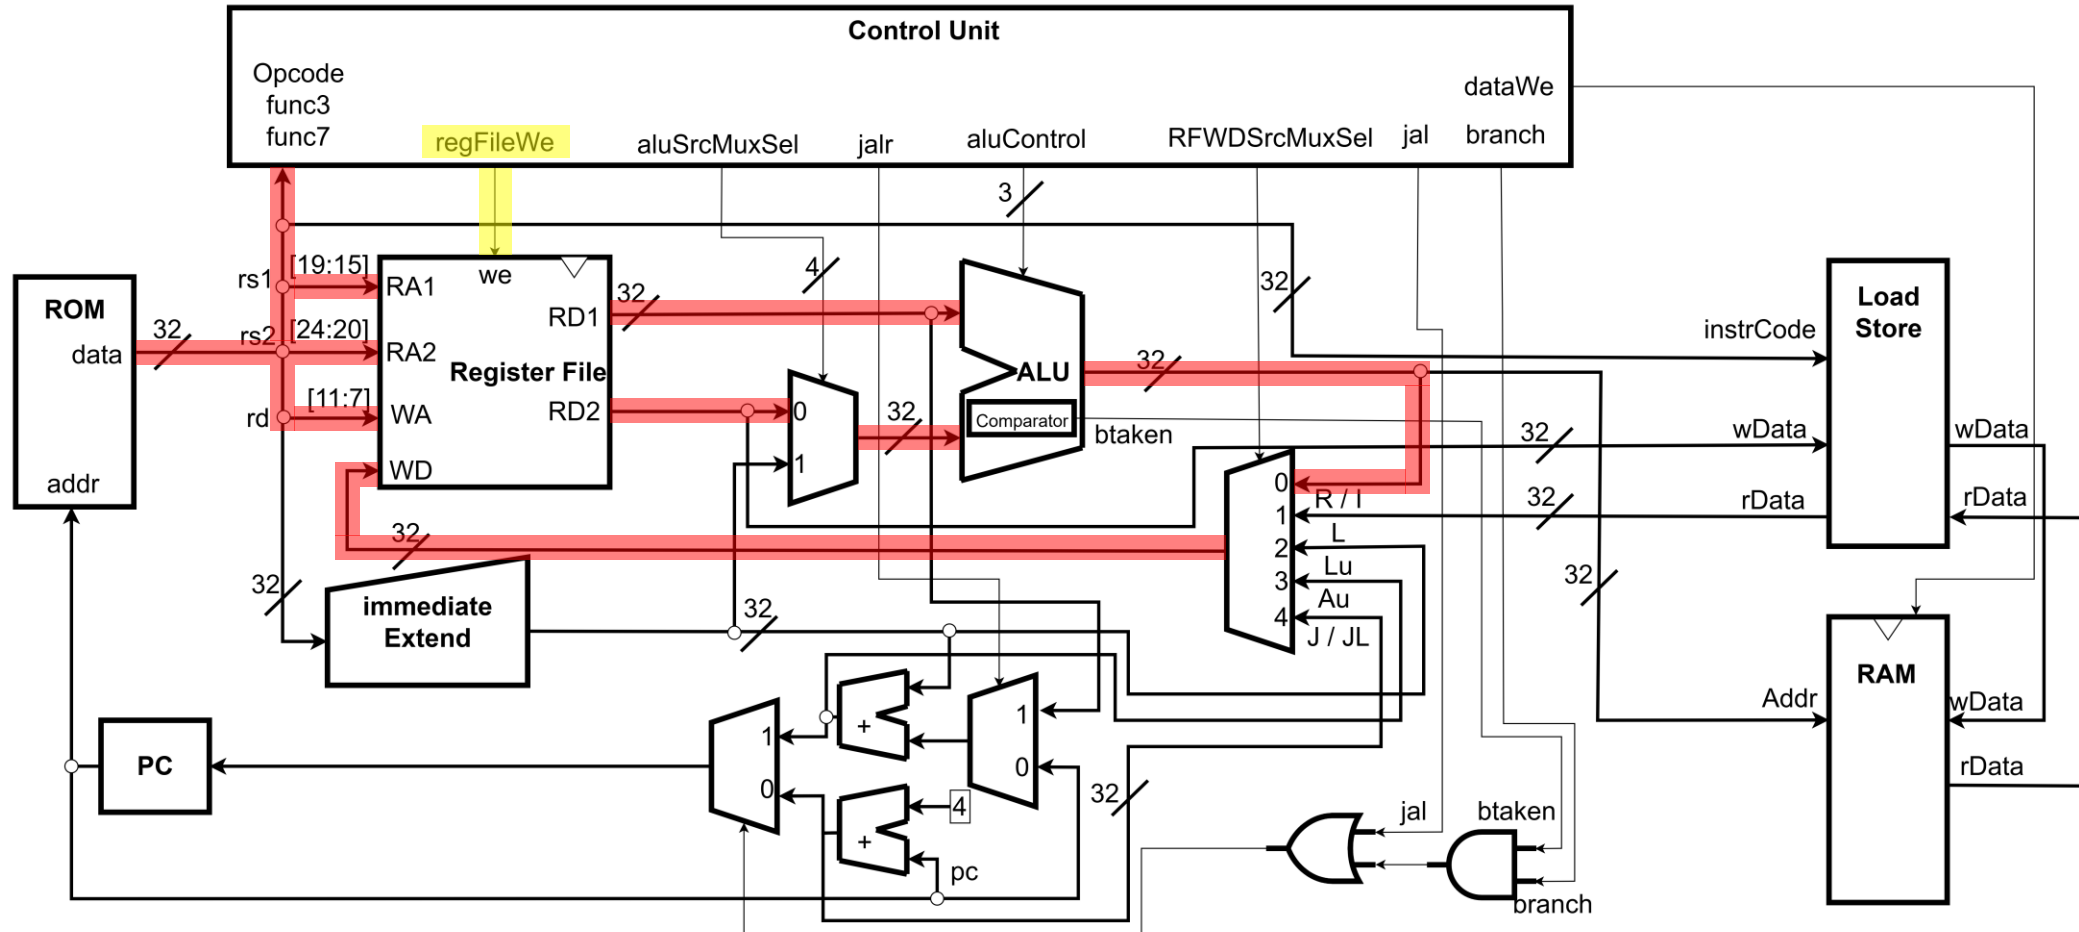 Control Unit
Opcode
func3
func7
regFileWe
aluSrcMuxSel
jalr
aluControl
RFWDSrcMuxSel
jal
branch
dataWe
3
4
32
rs1
[19:15]
RA1
we
RD1
32
ROM
data
addr
32
rs2
[24:20]
RA2
Register File
rd
[11:7]
WA
RD2
WD
0
1
32
ALU
Comparator
btaken
32
32
32
immediate
Extend
32
0
R / I
1
L
2
Lu
3
Au
4
J / JL
32
instrCode
wData
32
rData
32
Load
Store
wData
rData
32
Addr
RAM
wData
rData
PC
1
0
+
+
4
pc
1
0
32
jal
btaken
branch